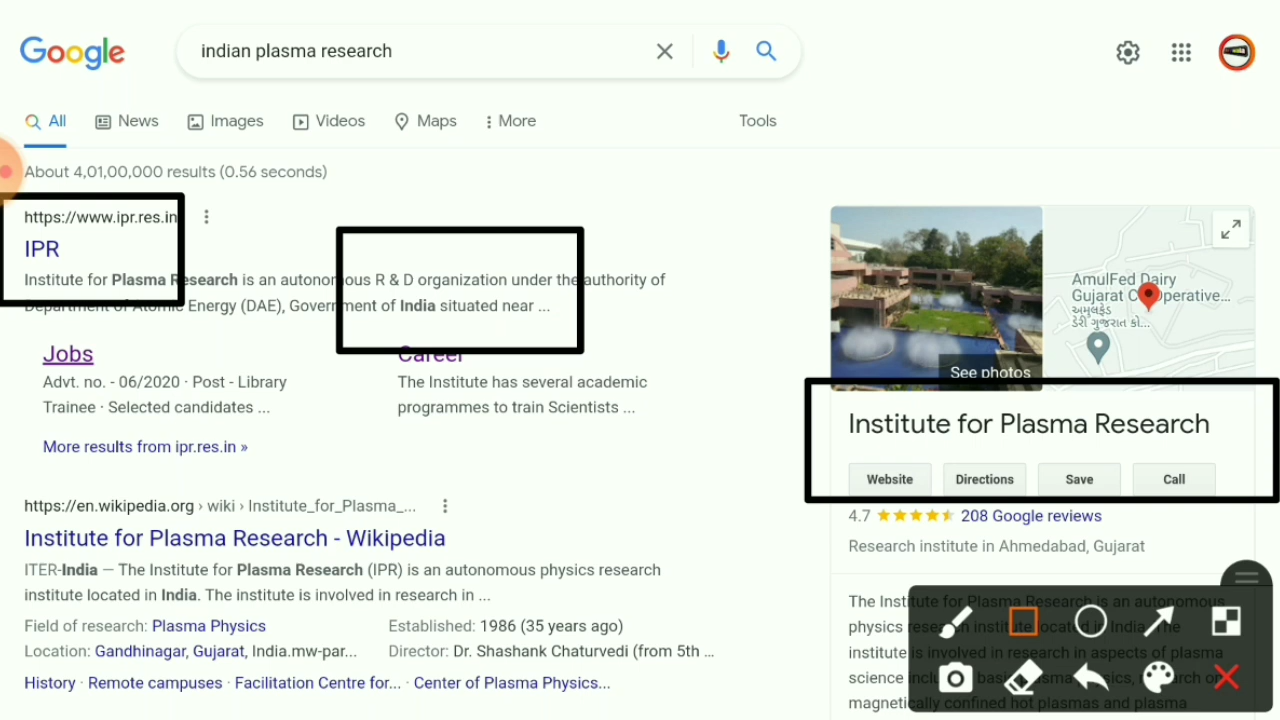 Google
indian plasma research
All News Images Videos Maps More Tools
About 4,01,00,000 results (0.56 seconds)
https://www.ipr.res.in
IPR
Institute for Plasma Research is an autonomous R & D organization under the authority of
Department of Atomic Energy (DAE), Government of India situated near ...
Jobs
Advt. no. - 06/2020 · Post - Library
Trainee · Selected candidates ...
Career
The Institute has several academic
programmes to train Scientists ...
More results from ipr.res.in »
https://en.wikipedia.org › wiki › Institute_for_Plasma_...
Institute for Plasma Research - Wikipedia
ITER-India — The Institute for Plasma Research (IPR) is an autonomous physics research
institute located in India. The institute is involved in research in ...
Field of research: Plasma Physics
Established: 1986 (35 years ago)
Location: Gandhinagar, Gujarat, India.mw-par...
Director: Dr. Shashank Chaturvedi (from 5th ...
History · Remote campuses · Facilitation Centre for... · Center of Plasma Physics...
See photos
AmulFed Dairy
Gujarat Operative...
અમુલફેડ
ડેરી ગુજરાત કો...
Institute for Plasma Research
Website Directions Save Call
4.7 208 Google reviews
Research institute in Ahmedabad, Gujarat
The Institute for Plasma Research is an autonomous
physics research institute located in India. The
institute is involved in research in aspects of plasma
science including basic plasma physics, research on
magnetically confined hot plasmas and plasma